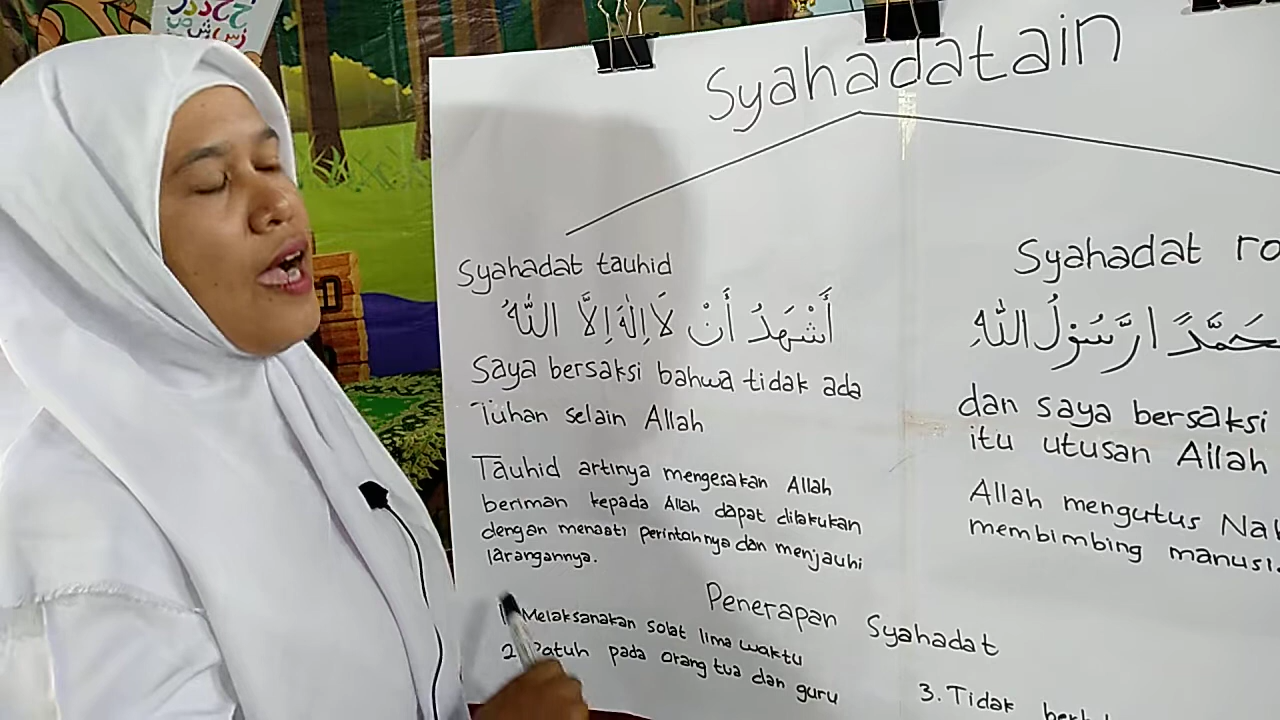 Syahadatain
Syahadat tauhid
أَشْهَدُ أَنْ لَا إِلٰهَ إِلَّا اللّٰهُ
Saya bersaksi bahwa tidak ada
Tuhan selain Allah
Tauhid artinya mengesakan Allah
beriman kepada Allah dapat dilakukan
dengan menaati perintahnya dan menjauhi
larangannya.
Syahadat
رَّسُوْلُ اللّٰهِ
dan saya bersaksi
itu utusan Allah
Allah mengutus
membimbing
Penerapan Syahadat
1. Melaksanakan solat lima waktu
2. Patuh pada orang tua dan guru
3. Tidak